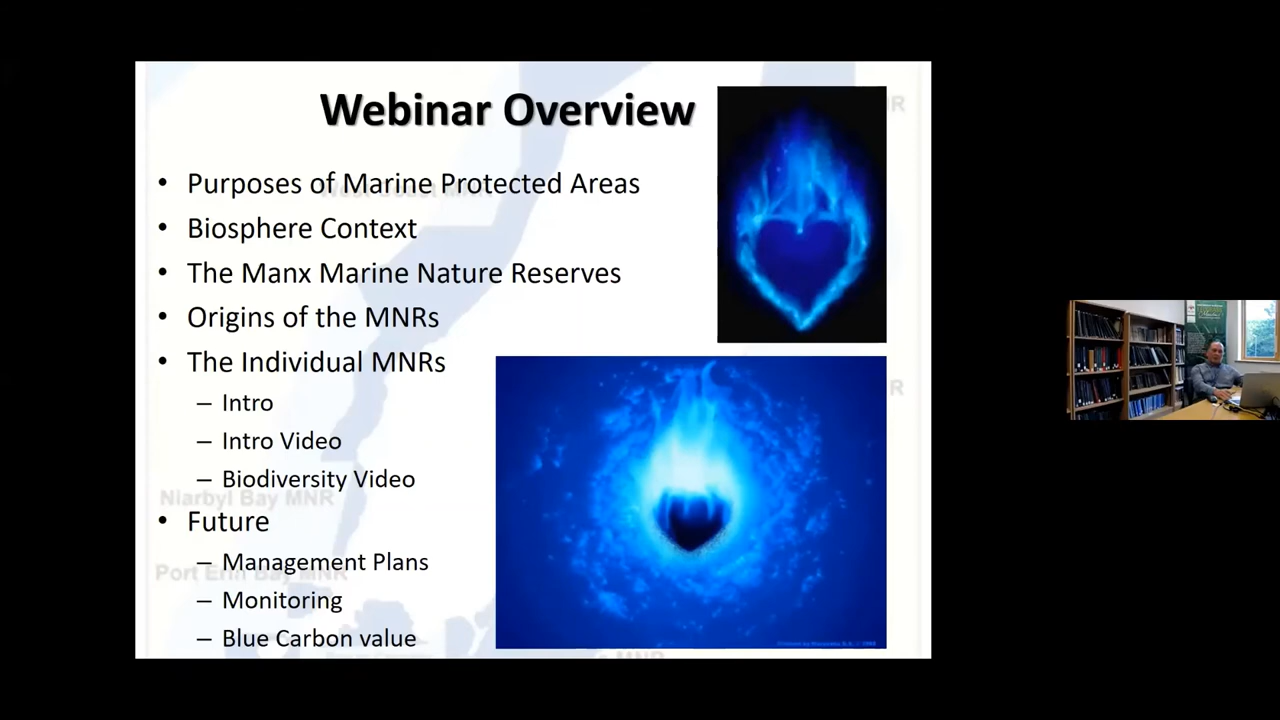 Webinar Overview
• Purposes of Marine Protected Areas
• Biosphere Context
• The Manx Marine Nature Reserves
• Origins of the MNRs
• The Individual MNRs
– Intro
– Intro Video
– Biodiversity Video
Niarbyl Bay MNR
• Future
– Management Plans
Port Erin Bay MNR
– Monitoring
– Blue Carbon value